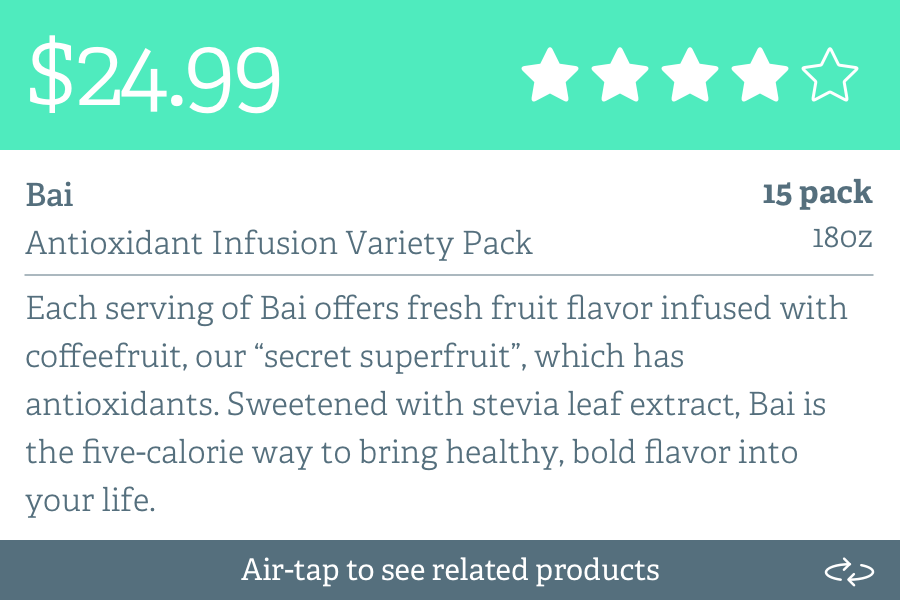 $24.99
Bai
15 pack
Antioxidant Infusion Variety Pack
18oz
Each serving of Bai offers fresh fruit flavor infused with
coffeefruit, our “secret superfruit”, which has
antioxidants. Sweetened with stevia leaf extract, Bai is
the five-calorie way to bring healthy, bold flavor into
your life.
Air-tap to see related products